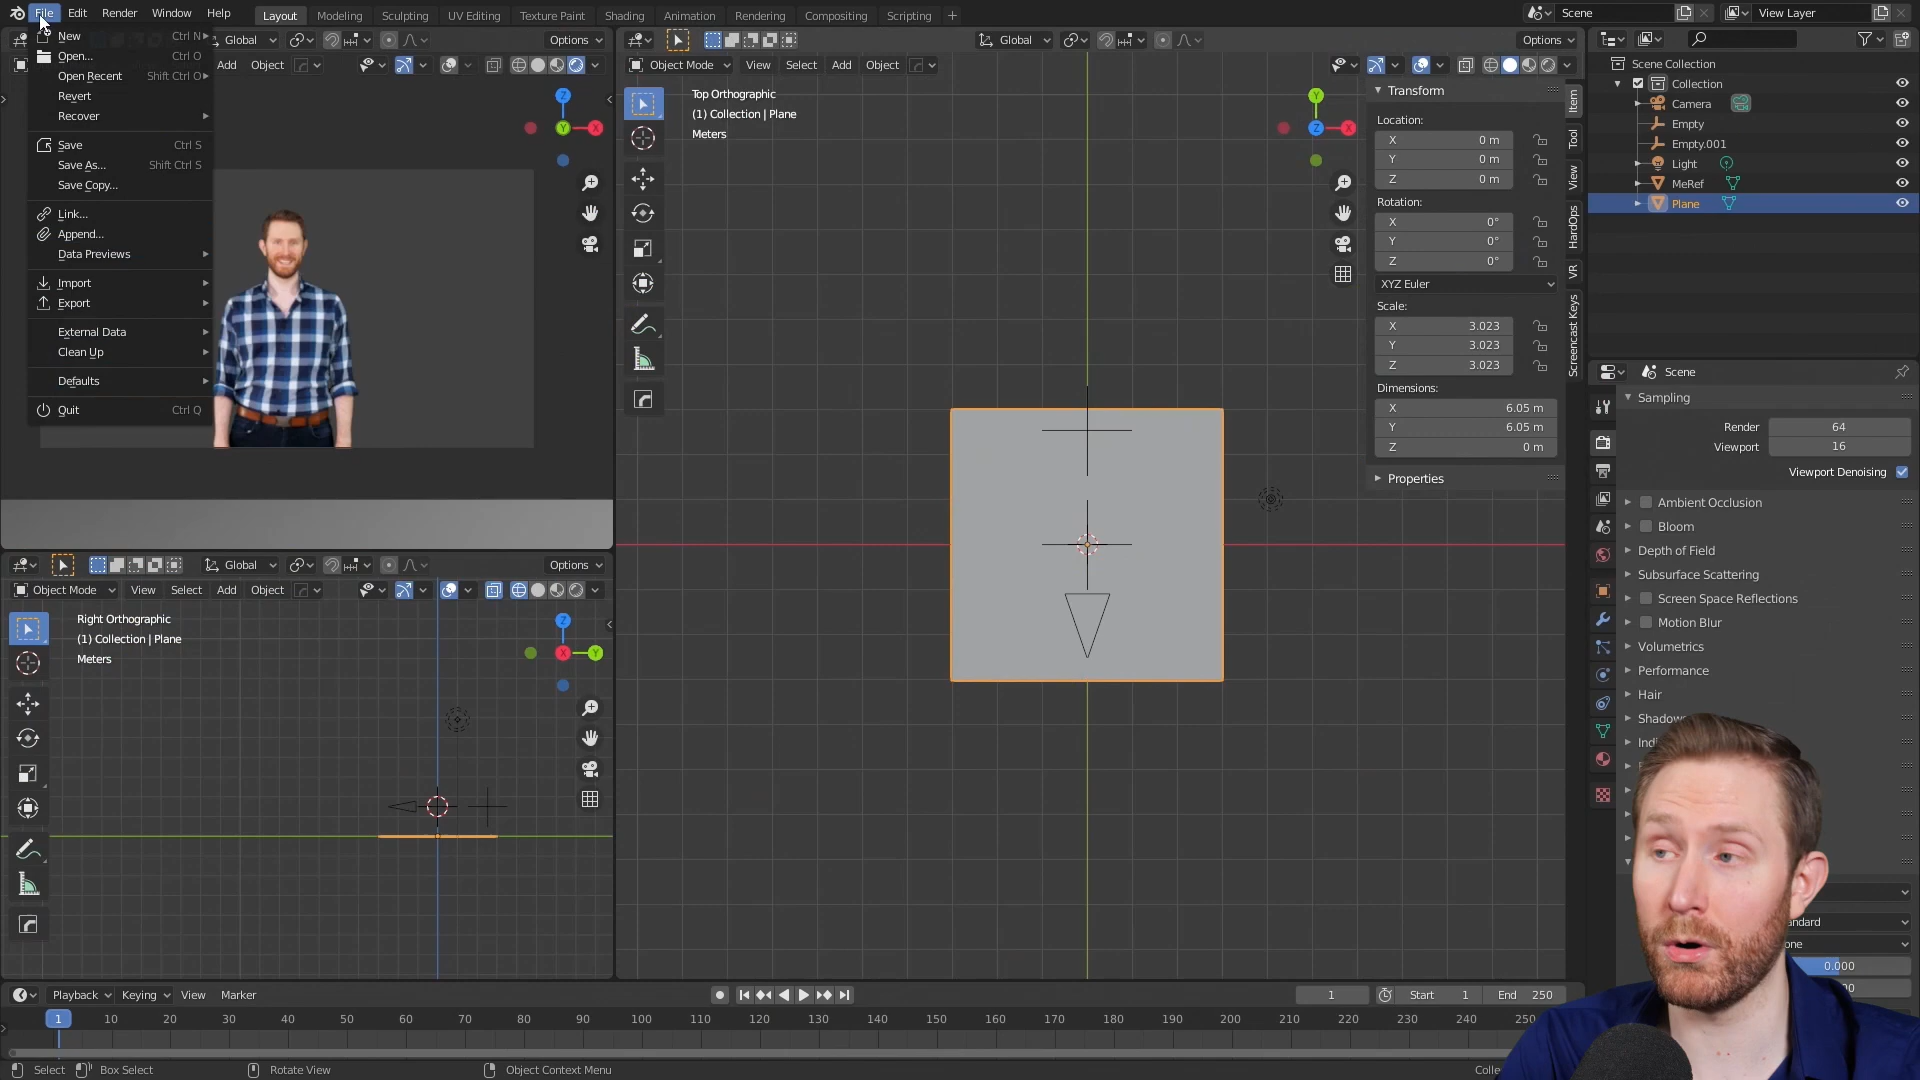 File Edit Render Window Help Layout Modeling Sculpting UV Editing Texture Paint Shading Animation Rendering Compositing Scripting + Scene View Layer
New Ctrl N
Open... Ctrl O
Open Recent Shift Ctrl O
Revert
Recover
Save Ctrl S
Save As... Shift Ctrl S
Save Copy...
Link...
Append...
Data Previews
Import
Export
External Data
Clean Up
Defaults
Quit Ctrl Q
Global Options
Add Object
Z
Y X
Global Options
Object Mode View Select Add Object
Top Orthographic
(1) Collection | Plane
Meters
Y
Z X
Transform
Location:
X 0 m
Y 0 m
Z 0 m
Rotation:
X 0°
Y 0°
Z 0°
XYZ Euler
Scale:
X 3.023
Y 3.023
Z 3.023
Dimensions:
X 6.05 m
Y 6.05 m
Z 0 m
Properties
Item
Tool
View
HardOps
VR
Screencast Keys
Scene Collection
Collection
Camera
Empty
Empty.001
Light
MeRef
Plane
Scene
Sampling
Render 64
Viewport 16
Viewport Denoising
Ambient Occlusion
Bloom
Depth of Field
Subsurface Scattering
Screen Space Reflections
Motion Blur
Volumetrics
Performance
Hair
Shadow
Ind
andard
one
0.000
Global Options
Object Mode View Select Add Object
Right Orthographic
(1) Collection | Plane
Meters
Z
X Y
Playback Keying View Marker 1 Start 1 End 250
1 10 20 30 40 50 60 70 80 90 100 110 120 130 140 150 160 170 180 190 200 210 220 230 240 250
Select Box Select Rotate View Object Context Menu Colle